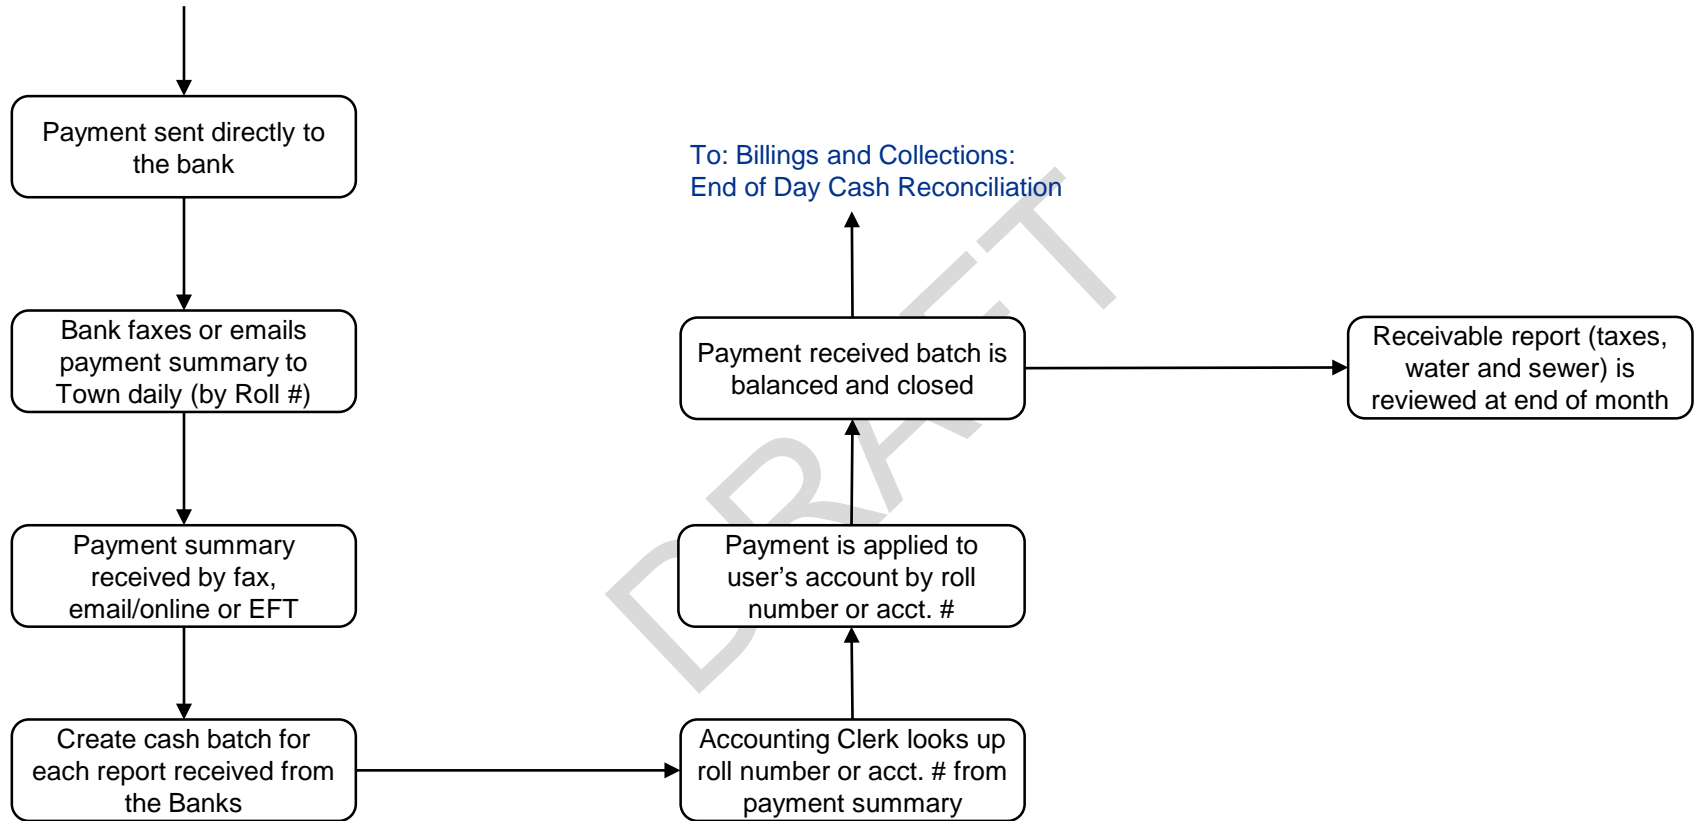 Payment sent directly to
the bank
Bank faxes or emails
payment summary to
Town daily (by Roll #)
Payment summary
received by fax,
email/online or EFT
Create cash batch for
each report received from
the Banks
Accounting Clerk looks up
roll number or acct. # from
payment summary
Payment is applied to
user’s account by roll
number or acct. #
Payment received batch is
balanced and closed
To: Billings and Collections:
End of Day Cash Reconciliation
Receivable report (taxes,
water and sewer) is
reviewed at end of month
DRAFT